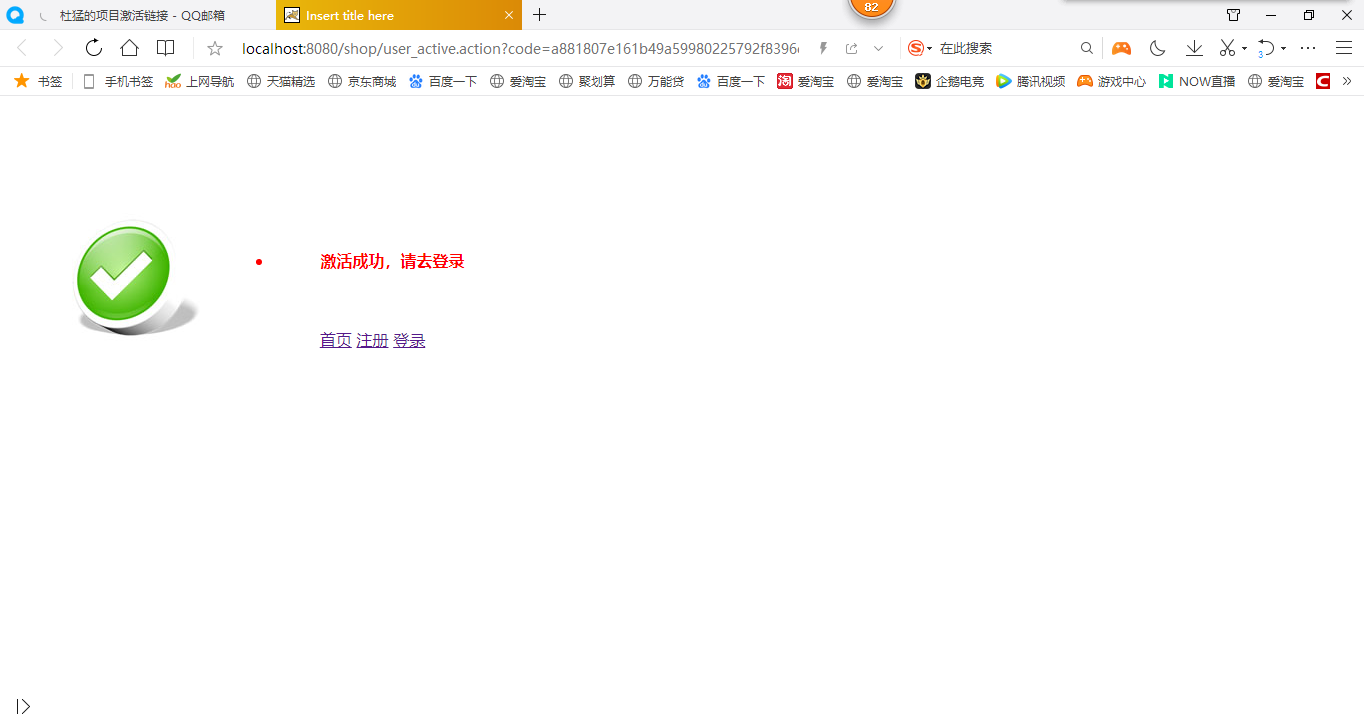 杜猛的项目激活链接 - QQ邮箱 Insert title here 82
localhost:8080/shop/user_active.action?code=a881807e161b49a59980225792f8396 在此搜索 3
书签 手机书签 上网导航 天猫精选 京东商城 百度一下 爱淘宝 聚划算 万能贷 百度一下 爱淘宝 爱淘宝 企鹅电竞 腾讯视频 游戏中心 NOW直播 爱淘宝
激活成功，请去登录
首页 注册 登录